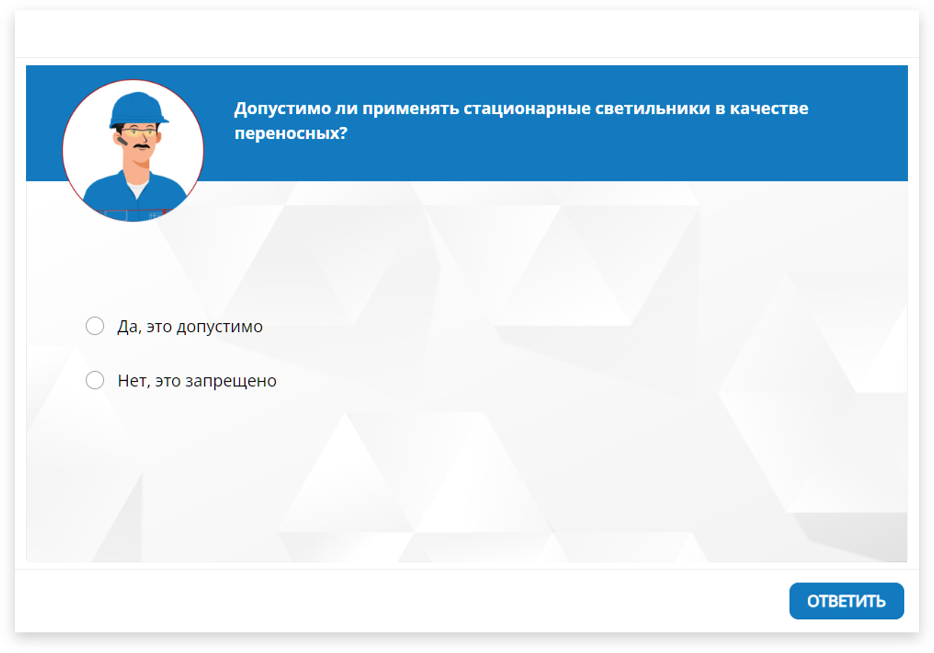 Допустимо ли применять стационарные светильники в качестве
переносных?
Да, это допустимо
Нет, это запрещено
ОТВЕТИТЬ